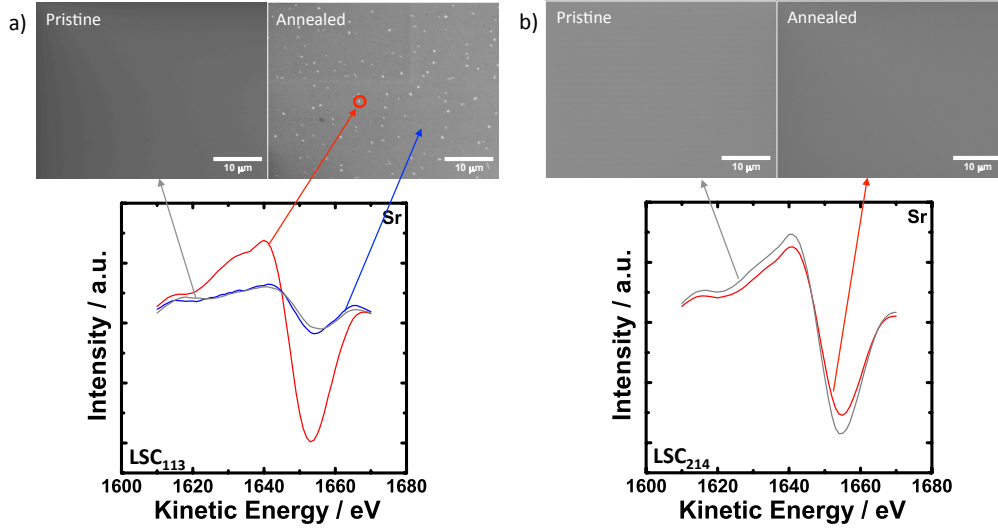 a)
Pristine
Annealed
10 μm
10 μm
Sr
Intensity / a.u.
LSC113
1600 1620 1640 1660 1680
Kinetic Energy / eV
b)
Pristine
Annealed
10 μm
10 μm
Sr
Intensity / a.u.
LSC214
1600 1620 1640 1660 1680
Kinetic Energy / eV